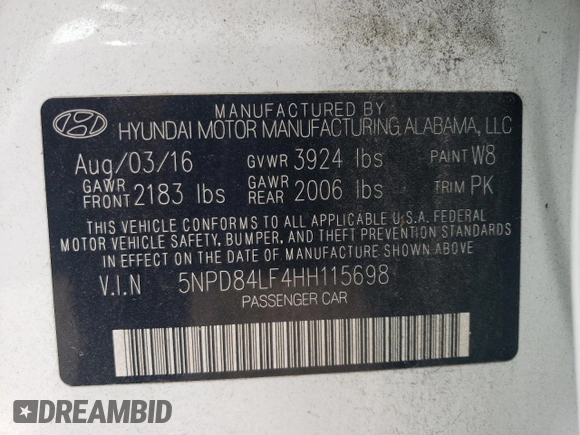 MANUFACTURED BY
HYUNDAI MOTOR MANUFACTURING ALABAMA, LLC
Aug/03/16 GVWR 3924 lbs PAINT W8
GAWR FRONT 2183 lbs GAWR REAR 2006 lbs TRIM PK
THIS VEHICLE CONFORMS TO ALL APPLICABLE U.S.A. FEDERAL
MOTOR VEHICLE SAFETY, BUMPER, AND THEFT PREVENTION
STANDARDS IN EFFECT ON THE DATE OF MANUFACTURE SHOWN ABOVE.
V.I.N 5NPD84LF4HH115698
PASSENGER CAR
DREAMBID